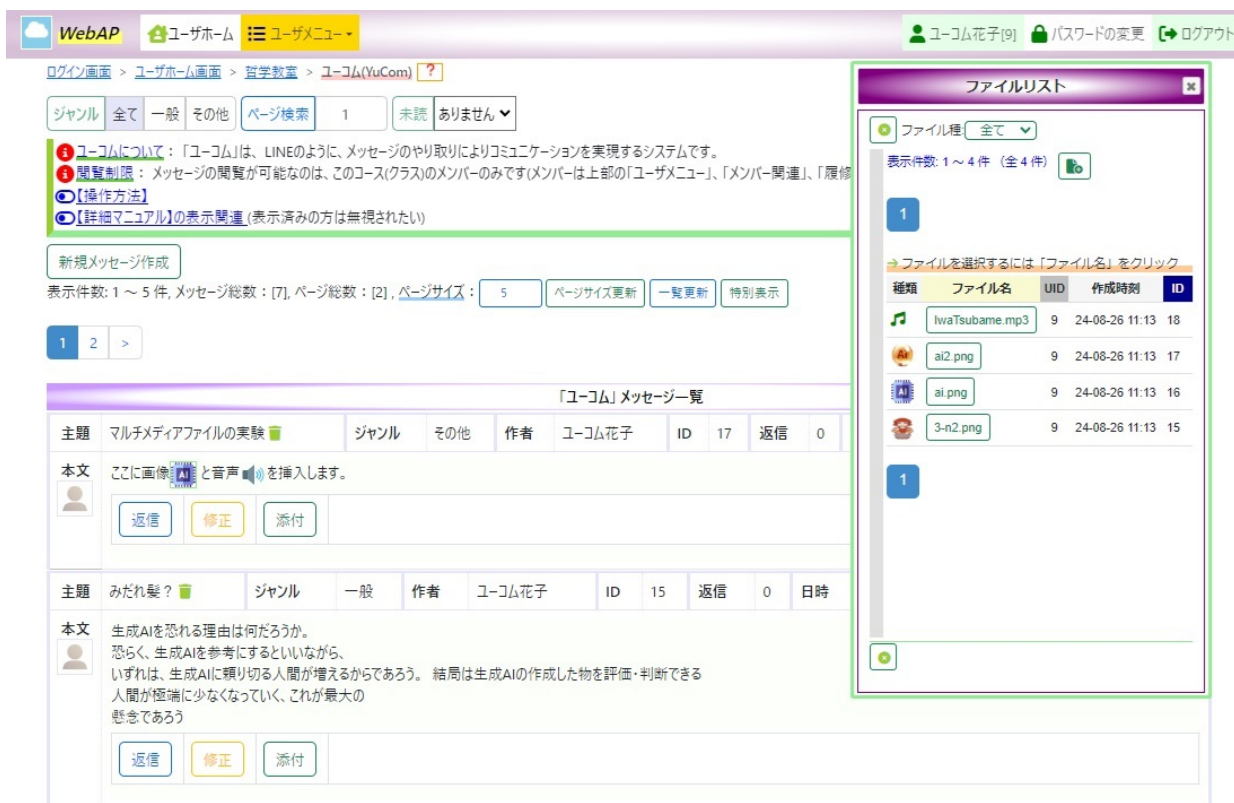 WebAP ユーザホーム ユーザメニュー ユーコム花子[9] パスワードの変更 ログアウト
ログイン画面 > ユーザホーム画面 > 哲学教室 > ユーコム(YuCom) ?
ジャンル 全て 一般 その他 ページ検索 1 未読 ありません
ユーコムについて：「ユーコム」は、LINEのように、メッセージのやり取りによりコミュニケーションを実現するシステムです。
閲覧制限： メッセージの閲覧が可能なのは、このコース(クラス)のメンバーのみです(メンバーは上部の「ユーザメニュー」、「メンバー関連」、「履修
【操作方法】
【詳細マニュアル】の表示関連 (表示済みの方は無視されたい)
新規メッセージ作成
表示件数: 1 ～ 5 件, メッセージ総数：[7], ページ総数：[2] , ページサイズ： 5 ページサイズ更新 一覧更新 特別表示
1 2 >
「ユーコム」 メッセージ一覧
主題 マルチメディアファイルの実験 ジャンル その他 作者 ユーコム花子 ID 17 返信 0
本文 ここに画像 AI と音声 を挿入します。
返信 修正 添付
主題 みだれ髪？ ジャンル 一般 作者 ユーコム花子 ID 15 返信 0 日時
本文 生成AIを恐れる理由は何だろうか。
恐らく、生成AIを参考にするといいながら、
いずれは、生成AIに頼り切る人間が増えるからであろう。 結局は生成AIの作成した物を評価・判断できる
人間が極端に少なくなっていく、これが最大の
懸念であろう
返信 修正 添付
ファイルリスト
ファイル種: 全て
表示件数: 1 ～ 4 件 （全 4 件）
1
→ファイルを選択するには「ファイル名」をクリック
種類 ファイル名 UID 作成時刻 ID
IwaTsubame.mp3 9 24-08-26 11:13 18
AI ai2.png 9 24-08-26 11:13 17
AI ai.png 9 24-08-26 11:13 16
3-n2.png 9 24-08-26 11:13 15
1